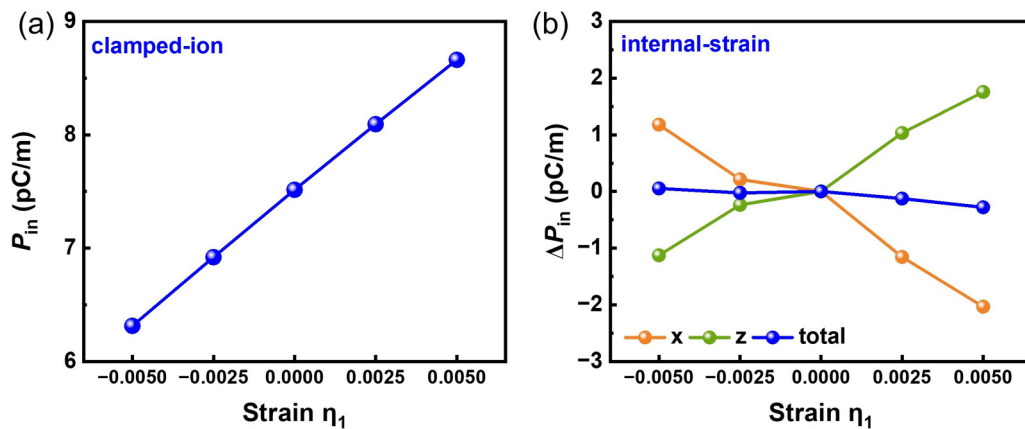 (a)
clamped-ion
P_in (pC/m)
9
8
7
6
−0.0050 −0.0025 0.0000 0.0025 0.0050
Strain η₁
(b)
internal-strain
ΔP_in (pC/m)
3
2
1
0
−1
−2
−3
x z total
−0.0050 −0.0025 0.0000 0.0025 0.0050
Strain η₁